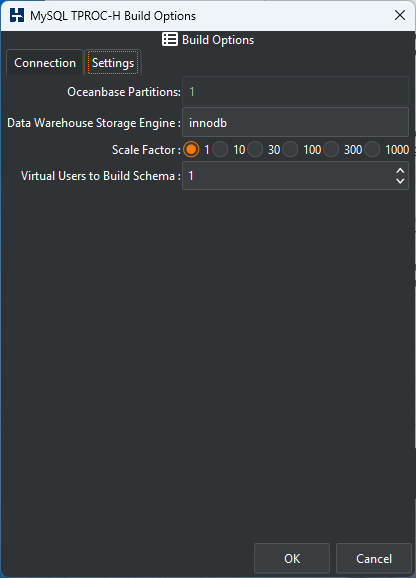 MySQL TPROC-H Build Options
Build Options
Connection Settings
Oceanbase Partitions: 1
Data Warehouse Storage Engine : innodb
Scale Factor : 1 10 30 100 300 1000
Virtual Users to Build Schema : 1
OK Cancel